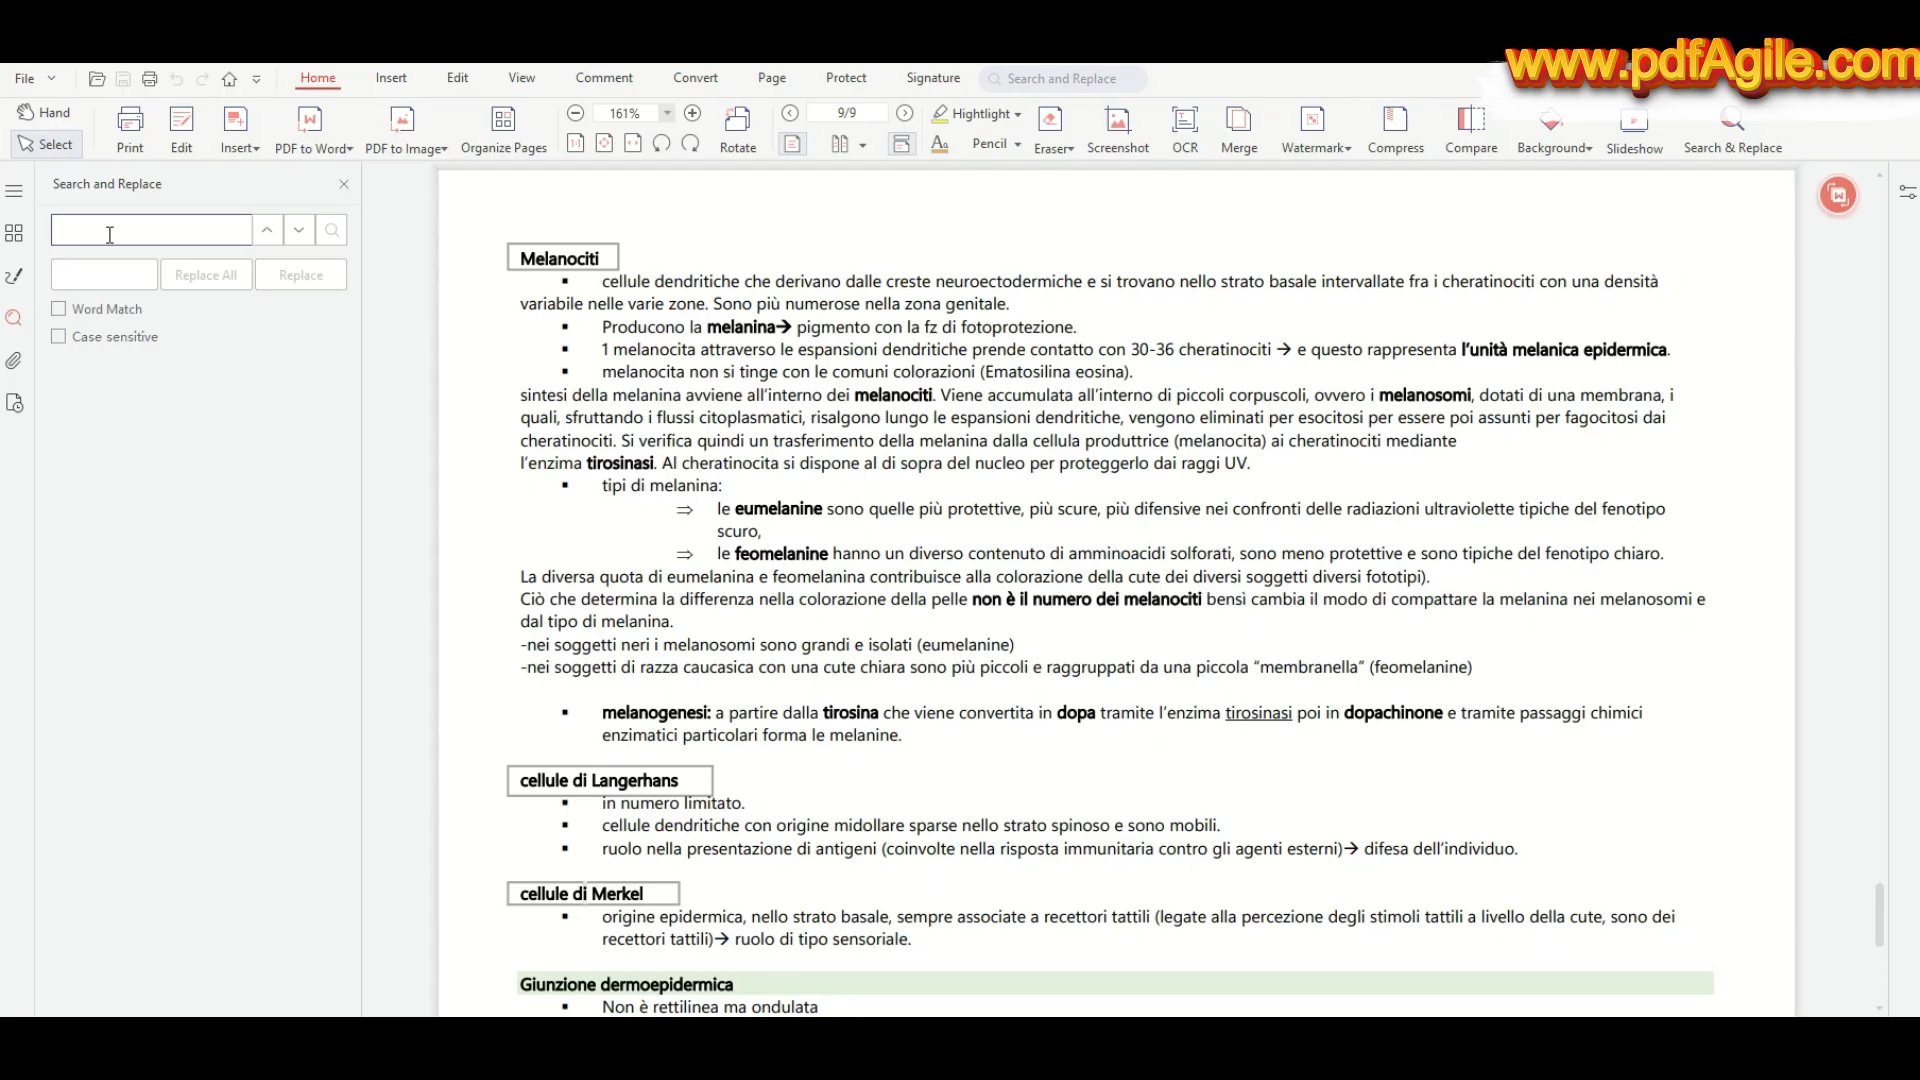 www.pdfAgile.com
File Home Insert Edit View Comment Convert Page Protect Signature Search and Replace
Hand Select Print Edit Insert PDF to Word PDF to Image Organize Pages 161% Rotate 9/9 Hightlight Pencil Eraser Screenshot OCR Merge Watermark Compress Compare Background Slideshow Search & Replace
Search and Replace
Replace All Replace
Word Match
Case sensitive
Melanociti
▪ cellule dendritiche che derivano dalle creste neuroectodermiche e si trovano nello strato basale intervallate fra i cheratinociti con una densità
variabile nelle varie zone. Sono più numerose nella zona genitale.
▪ Producono la melanina→ pigmento con la fz di fotoprotezione.
▪ 1 melanocita attraverso le espansioni dendritiche prende contatto con 30-36 cheratinociti → e questo rappresenta l’unità melanica epidermica.
▪ melanocita non si tinge con le comuni colorazioni (Ematosilina eosina).
sintesi della melanina avviene all’interno dei melanociti. Viene accumulata all’interno di piccoli corpuscoli, ovvero i melanosomi, dotati di una membrana, i
quali, sfruttando i flussi citoplasmatici, risalgono lungo le espansioni dendritiche, vengono eliminati per esocitosi per essere poi assunti per fagocitosi dai
cheratinociti. Si verifica quindi un trasferimento della melanina dalla cellula produttrice (melanocita) ai cheratinociti mediante
l’enzima tirosinasi. Al cheratinocita si dispone al di sopra del nucleo per proteggerlo dai raggi UV.
▪ tipi di melanina:
⇒ le eumelanine sono quelle più protettive, più scure, più difensive nei confronti delle radiazioni ultraviolette tipiche del fenotipo
scuro,
⇒ le feomelanine hanno un diverso contenuto di amminoacidi solforati, sono meno protettive e sono tipiche del fenotipo chiaro.
La diversa quota di eumelanina e feomelanina contribuisce alla colorazione della cute dei diversi soggetti diversi fototipi).
Ciò che determina la differenza nella colorazione della pelle non è il numero dei melanociti bensì cambia il modo di compattare la melanina nei melanosomi e
dal tipo di melanina.
-nei soggetti neri i melanosomi sono grandi e isolati (eumelanine)
-nei soggetti di razza caucasica con una cute chiara sono più piccoli e raggruppati da una piccola “membranella” (feomelanine)
▪ melanogenesi: a partire dalla tirosina che viene convertita in dopa tramite l’enzima tirosinasi poi in dopachinone e tramite passaggi chimici
enzimatici particolari forma le melanine.
cellule di Langerhans
▪ in numero limitato.
▪ cellule dendritiche con origine midollare sparse nello strato spinoso e sono mobili.
▪ ruolo nella presentazione di antigeni (coinvolte nella risposta immunitaria contro gli agenti esterni)→ difesa dell’individuo.
cellule di Merkel
▪ origine epidermica, nello strato basale, sempre associate a recettori tattili (legate alla percezione degli stimoli tattili a livello della cute, sono dei
recettori tattili)→ ruolo di tipo sensoriale.
Giunzione dermoepidermica
▪ Non è rettilinea ma ondulata